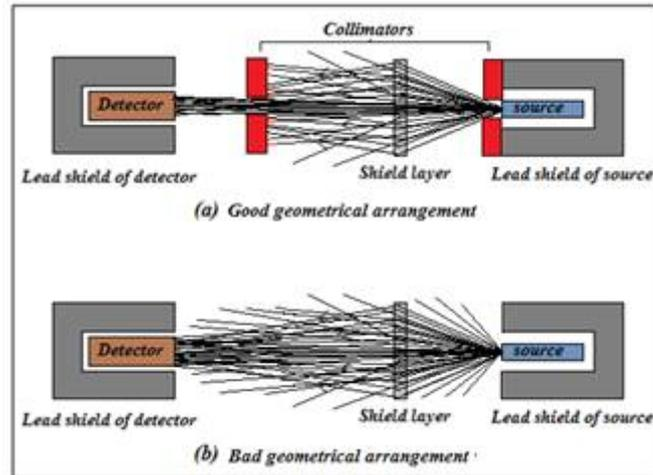 Collimators
Detector
source
Lead shield of detector
Shield layer
Lead shield of source
(a) Good geometrical arrangement
Detector
source
Lead shield of detector
Shield layer
Lead shield of source
(b) Bad geometrical arrangement